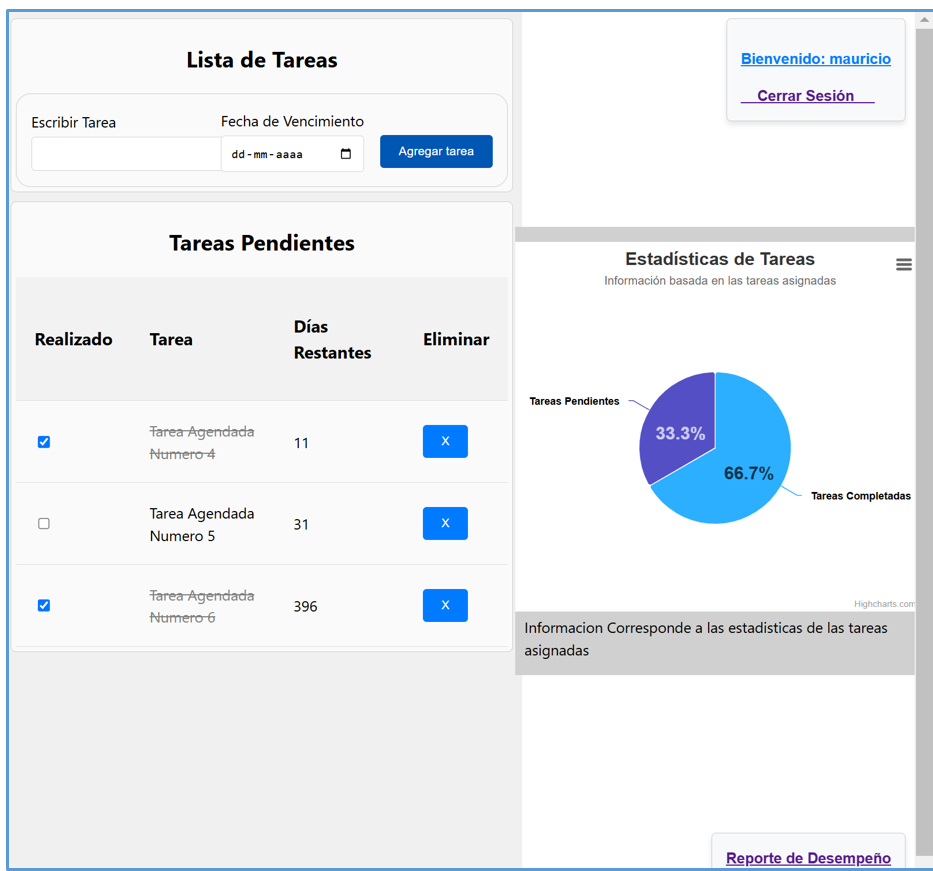 Lista de Tareas
Escribir Tarea
Fecha de Vencimiento
dd-mm-aaaa
Agregar tarea
Bienvenido: mauricio
Cerrar Sesión
Tareas Pendientes
Realizado
Tarea
Días
Restantes
Eliminar
Tarea Agendada
Numero 4
11
X
Tarea Agendada
Numero 5
31
X
Tarea Agendada
Numero 6
396
X
Estadísticas de Tareas
Información basada en las tareas asignadas
Tareas Pendientes
33.3%
66.7%
Tareas Completadas
Highcharts.com
Informacion Corresponde a las estadisticas de las tareas
asignadas
Reporte de Desempeño